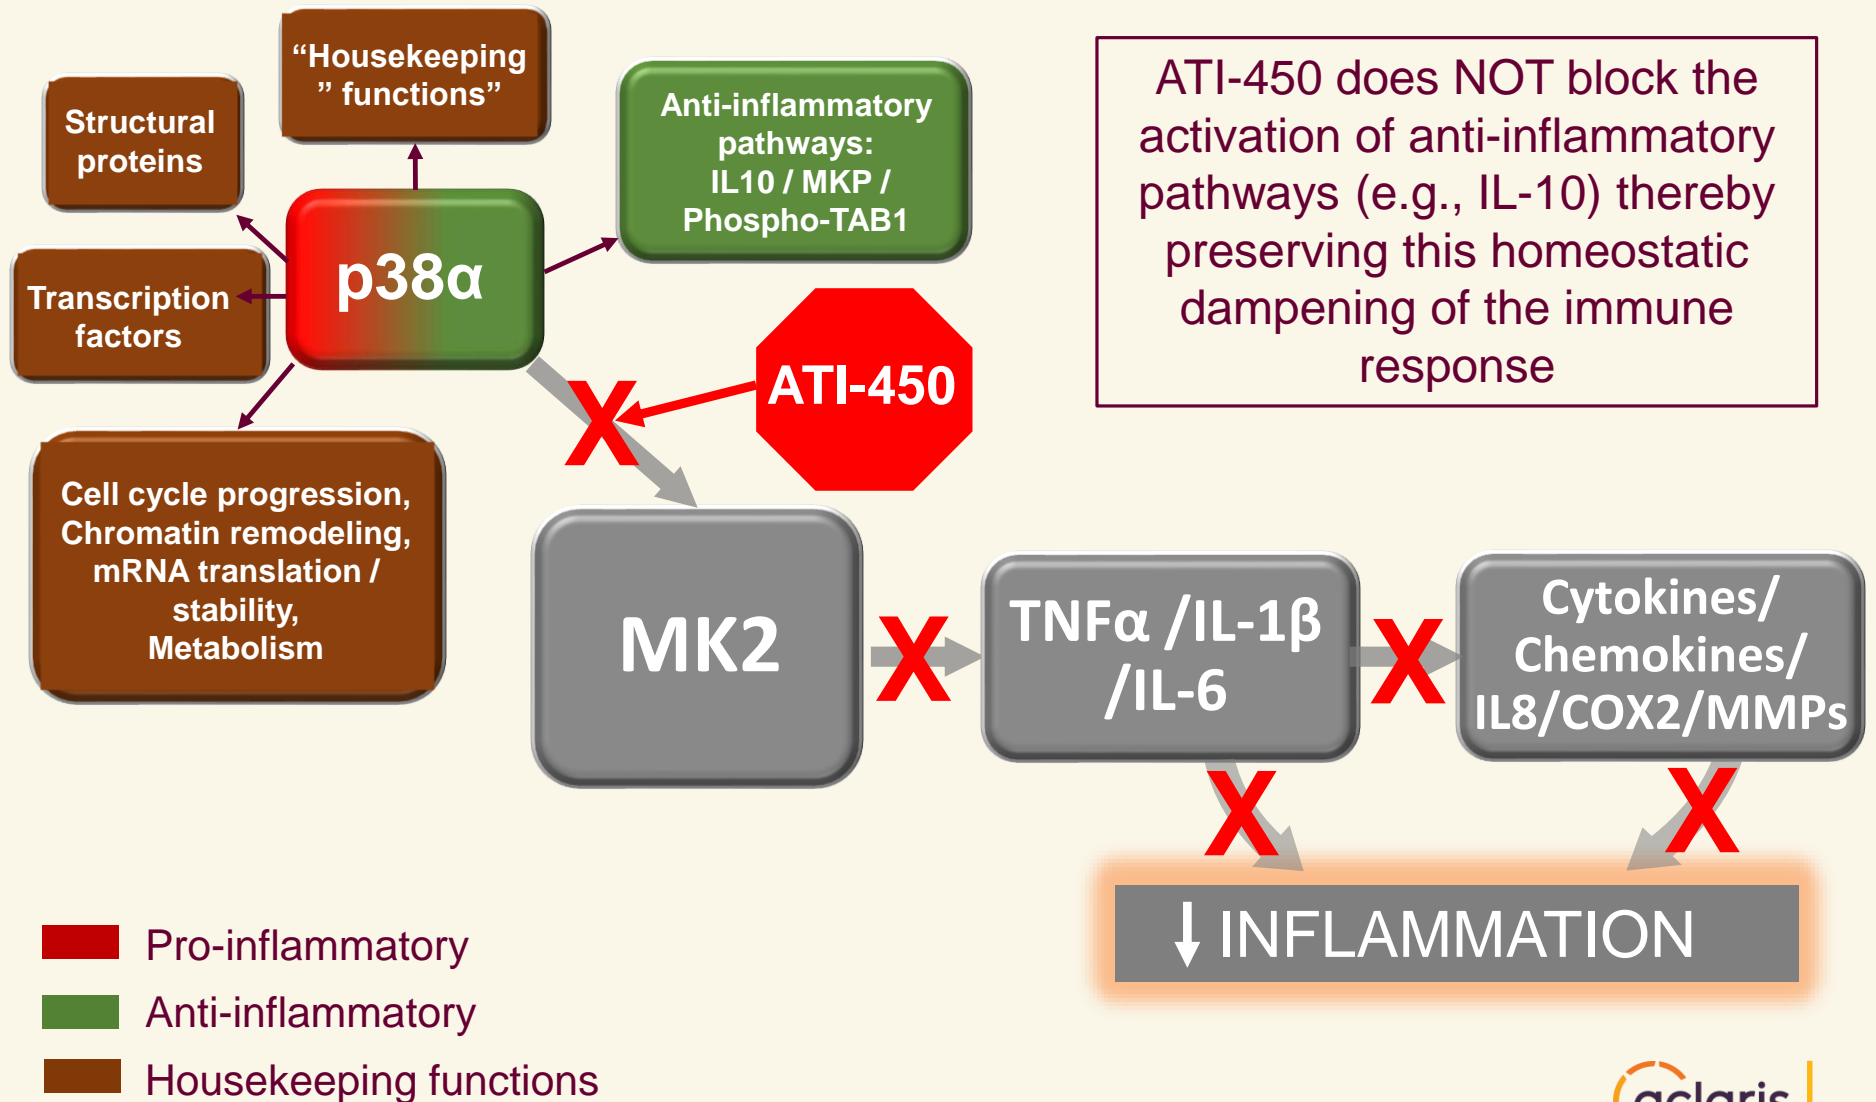 “Housekeeping
” functions”
Structural
proteins
Anti-inflammatory
pathways:
IL10 / MKP /
Phospho-TAB1
ATI-450 does NOT block the
activation of anti-inflammatory
pathways (e.g., IL-10) thereby
preserving this homeostatic
dampening of the immune
response
p38α
Transcription
factors
ATI-450
X
Cell cycle progression,
Chromatin remodeling,
mRNA translation /
stability,
Metabolism
MK2
X
TNFα /IL-1β
/IL-6
X
Cytokines/
Chemokines/
IL8/COX2/MMPs
X
X
↓ INFLAMMATION
Pro-inflammatory
Anti-inflammatory
Housekeeping functions
aclaris